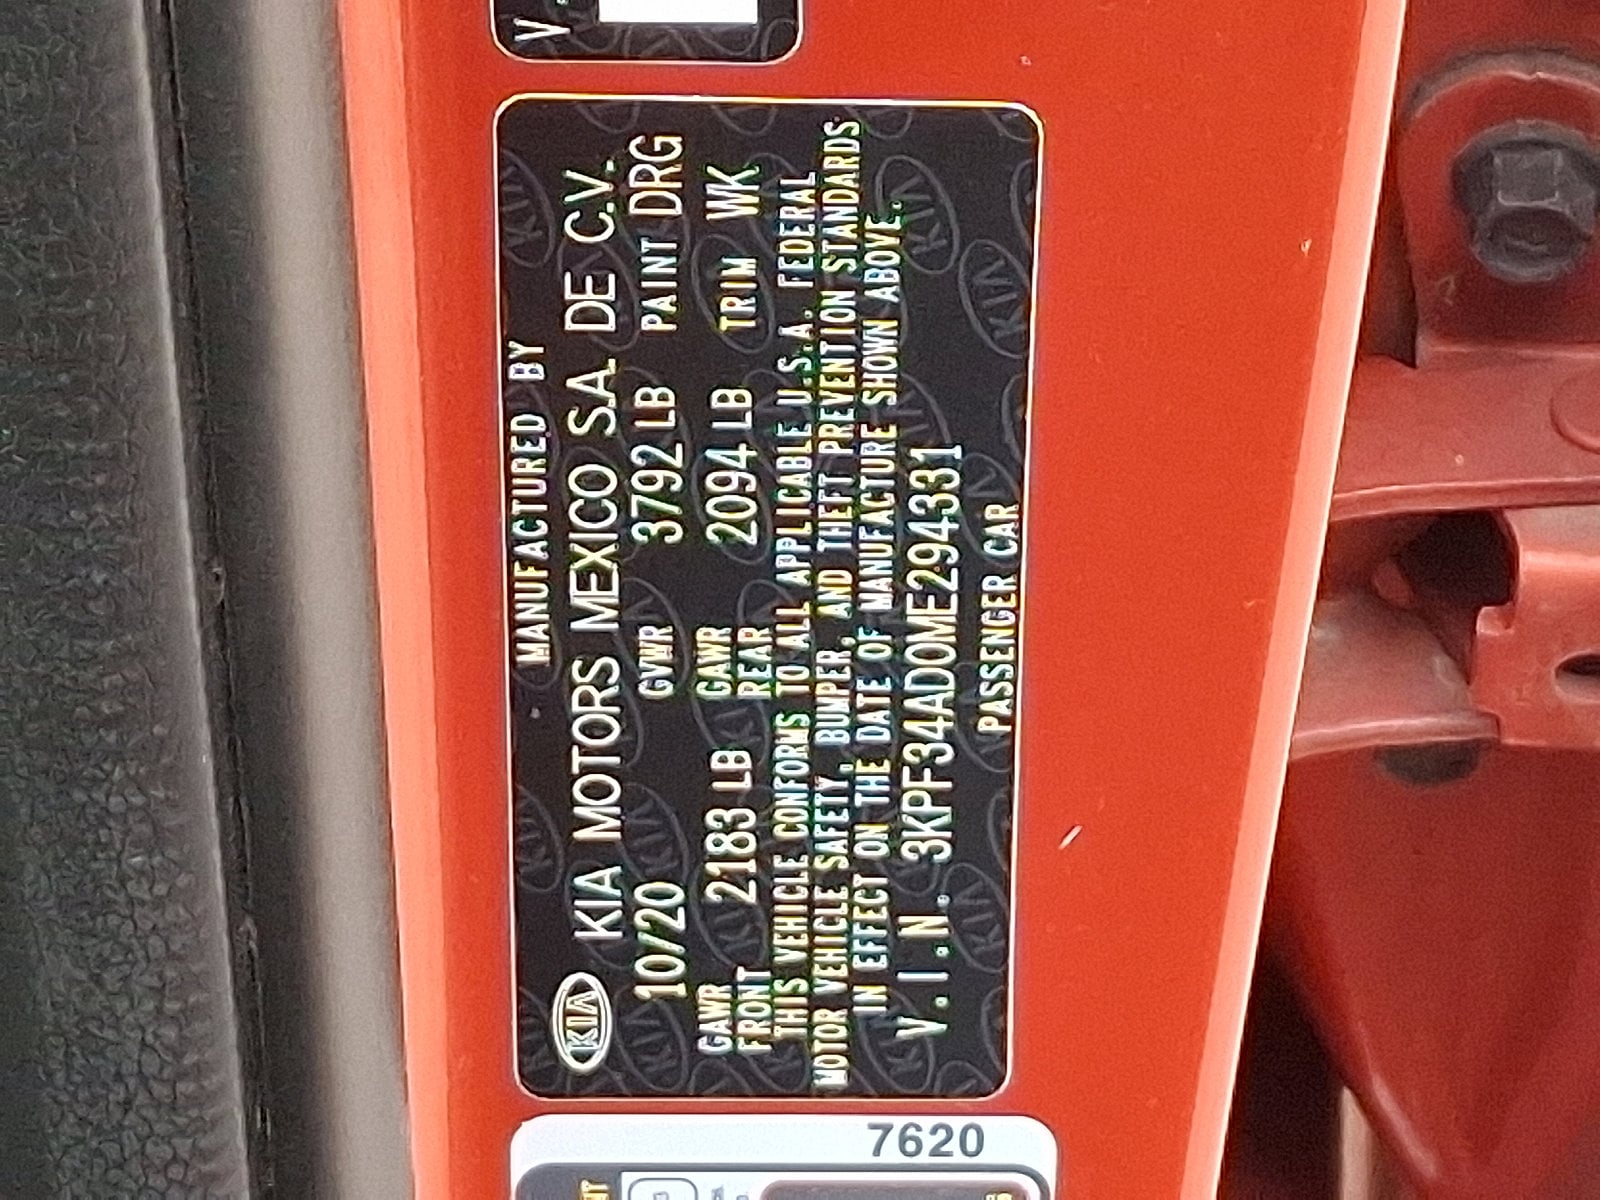 MANUFACTURED BY
KIA KIA MOTORS MEXICO S.A. DE C.V.
10/20 GVWR 3792 LB PAINT DRG
GAWR FRONT 2183 LB GAWR REAR 2094 LB TRIM WK
THIS VEHICLE CONFORMS TO ALL APPLICABLE U.S.A. FEDERAL
MOTOR VEHICLE SAFETY, BUMPER, AND THEFT PREVENTION STANDARDS
IN EFFECT ON THE DATE OF MANUFACTURE SHOWN ABOVE.
V.I.N. 3KPF34AD0ME294331
PASSENGER CAR
7620